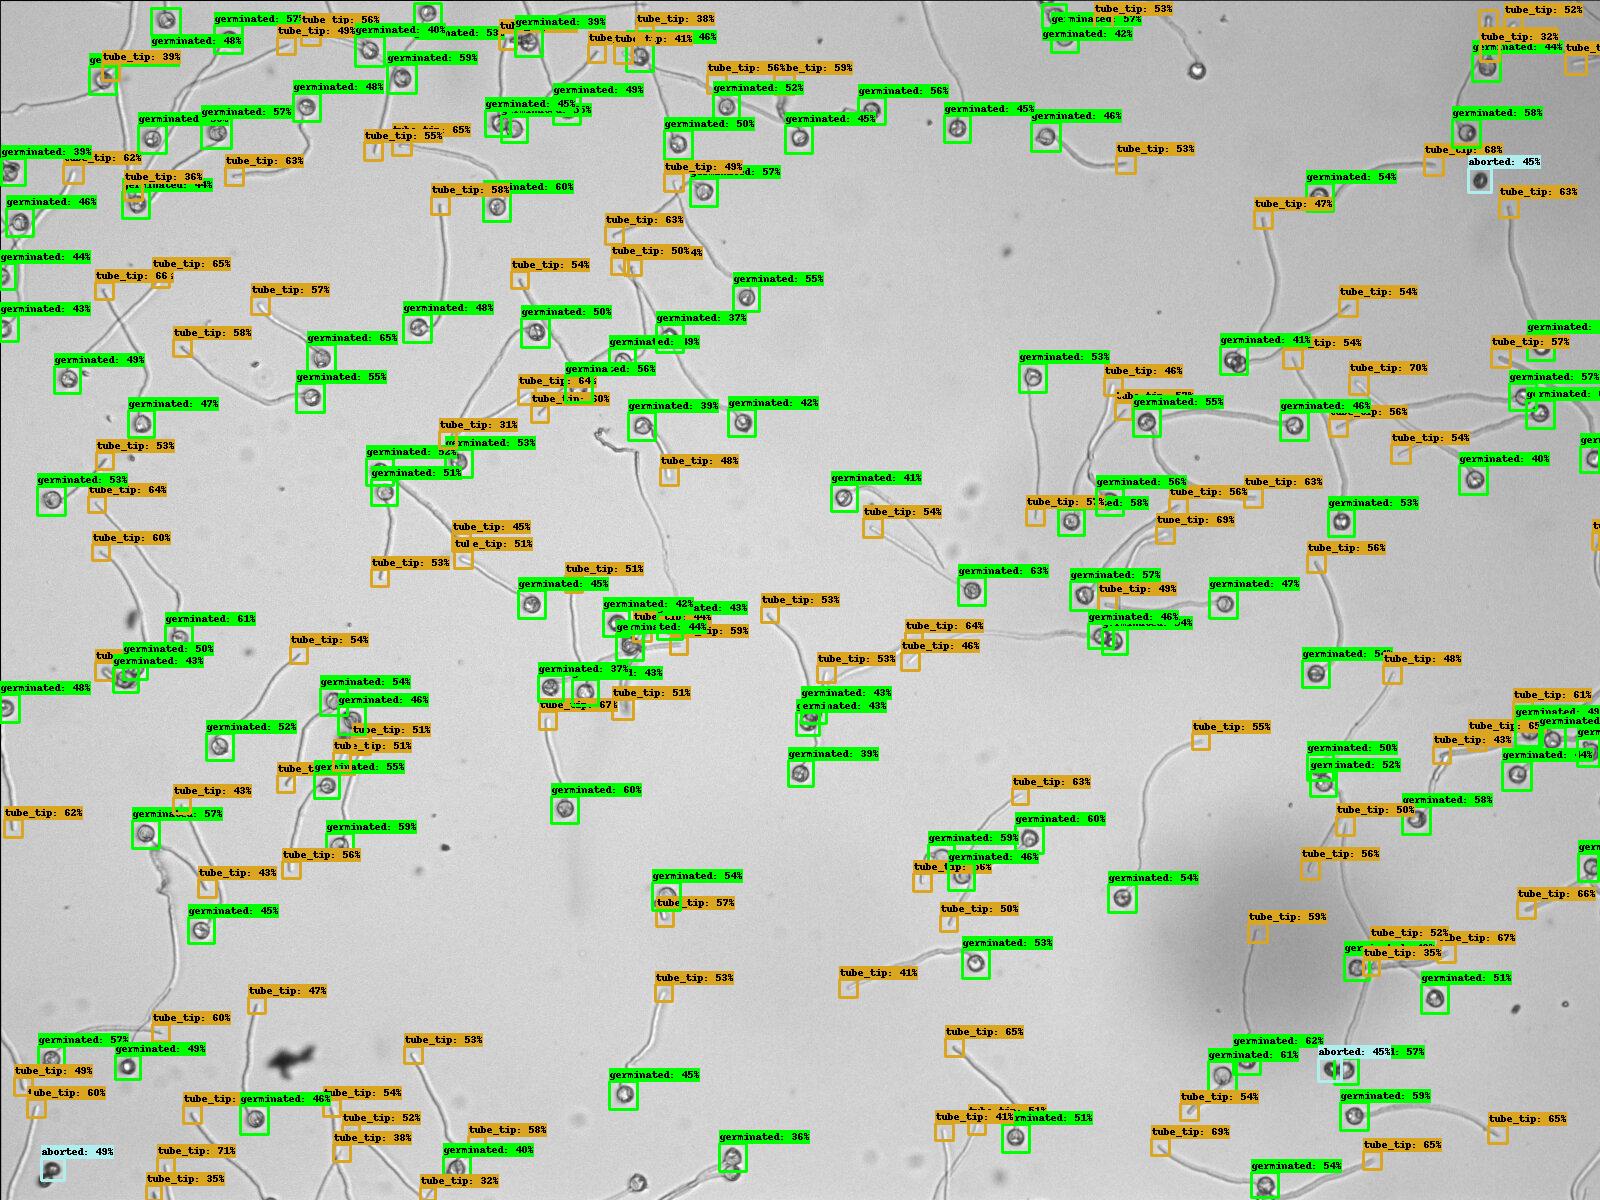 germinated: 57%
tube_tip: 56%
germinated: 39%
tube_tip: 38%
tube_tip: 53%
tube_tip: 52%
tube_tip: 49%
germinated: 40%
tube_tip: 41%
germinated: 42%
tube_tip: 32%
germinated: 48%
tube_tip: 39%
germinated: 59%
tube_tip: 56%
germinated: 48%
germinated: 52%
germinated: 49%
germinated: 56%
germinated: 57%
germinated: 45%
germinated: 45%
germinated: 58%
germinated: 50%
germinated: 45%
germinated: 46%
tube_tip: 55%
germinated: 39%
tube_tip: 63%
tube_tip: 49%
tube_tip: 53%
tube_tip: 68%
aborted: 45%
tube_tip: 36%
germinated: 54%
tube_tip: 58%
germinated: 46%
tube_tip: 63%
tube_tip: 47%
tube_tip: 63%
germinated: 44%
tube_tip: 65%
tube_tip: 54%
tube_tip: 50%
germinated: 55%
tube_tip: 57%
tube_tip: 54%
germinated: 43%
germinated: 48%
germinated: 50%
germinated: 37%
tube_tip: 58%
germinated: 65%
germinated: 41%
tube_tip: 57%
germinated: 49%
germinated: 53%
germinated: 56%
tube_tip: 46%
tube_tip: 70%
germinated: 55%
germinated: 57%
germinated: 47%
germinated: 39%
germinated: 42%
germinated: 55%
germinated: 46%
tube_tip: 56%
tube_tip: 31%
germinated: 53%
tube_tip: 54%
tube_tip: 53%
tube_tip: 48%
germinated: 40%
germinated: 53%
germinated: 51%
germinated: 41%
germinated: 56%
tube_tip: 63%
tube_tip: 64%
tube_tip: 56%
germinated: 53%
tube_tip: 54%
tube_tip: 69%
tube_tip: 45%
tube_tip: 60%
tube_tip: 51%
tube_tip: 56%
tube_tip: 53%
tube_tip: 51%
germinated: 63%
germinated: 57%
germinated: 45%
tube_tip: 49%
germinated: 47%
germinated: 42%
tube_tip: 53%
germinated: 61%
germinated: 44%
tube_tip: 64%
germinated: 46%
tube_tip: 54%
germinated: 50%
tube_tip: 46%
germinated: 43%
germinated: 37%
tube_tip: 53%
tube_tip: 48%
germinated: 48%
germinated: 54%
tube_tip: 51%
germinated: 43%
tube_tip: 61%
germinated: 46%
germinated: 43%
germinated: 52%
tube_tip: 51%
tube_tip: 55%
tube_tip: 43%
tube_tip: 51%
germinated: 39%
germinated: 50%
germinated: 55%
germinated: 52%
tube_tip: 43%
germinated: 60%
tube_tip: 63%
germinated: 58%
tube_tip: 62%
germinated: 57%
germinated: 59%
germinated: 60%
tube_tip: 50%
germinated: 59%
tube_tip: 56%
germinated: 46%
tube_tip: 56%
tube_tip: 43%
germinated: 54%
germinated: 54%
tube_tip: 66%
germinated: 45%
tube_tip: 57%
tube_tip: 50%
tube_tip: 59%
tube_tip: 52%
germinated: 53%
tube_tip: 35%
tube_tip: 41%
tube_tip: 53%
germinated: 51%
tube_tip: 47%
tube_tip: 60%
tube_tip: 65%
germinated: 57%
tube_tip: 53%
germinated: 62%
germinated: 49%
germinated: 61%
aborted: 45%
tube_tip: 49%
germinated: 45%
tube_tip: 60%
germinated: 46%
tube_tip: 54%
germinated: 59%
tube_tip: 52%
tube_tip: 41%
germinated: 51%
tube_tip: 65%
tube_tip: 58%
tube_tip: 38%
germinated: 36%
tube_tip: 69%
aborted: 49%
tube_tip: 71%
germinated: 40%
tube_tip: 65%
germinated: 54%
tube_tip: 35%
tube_tip: 32%